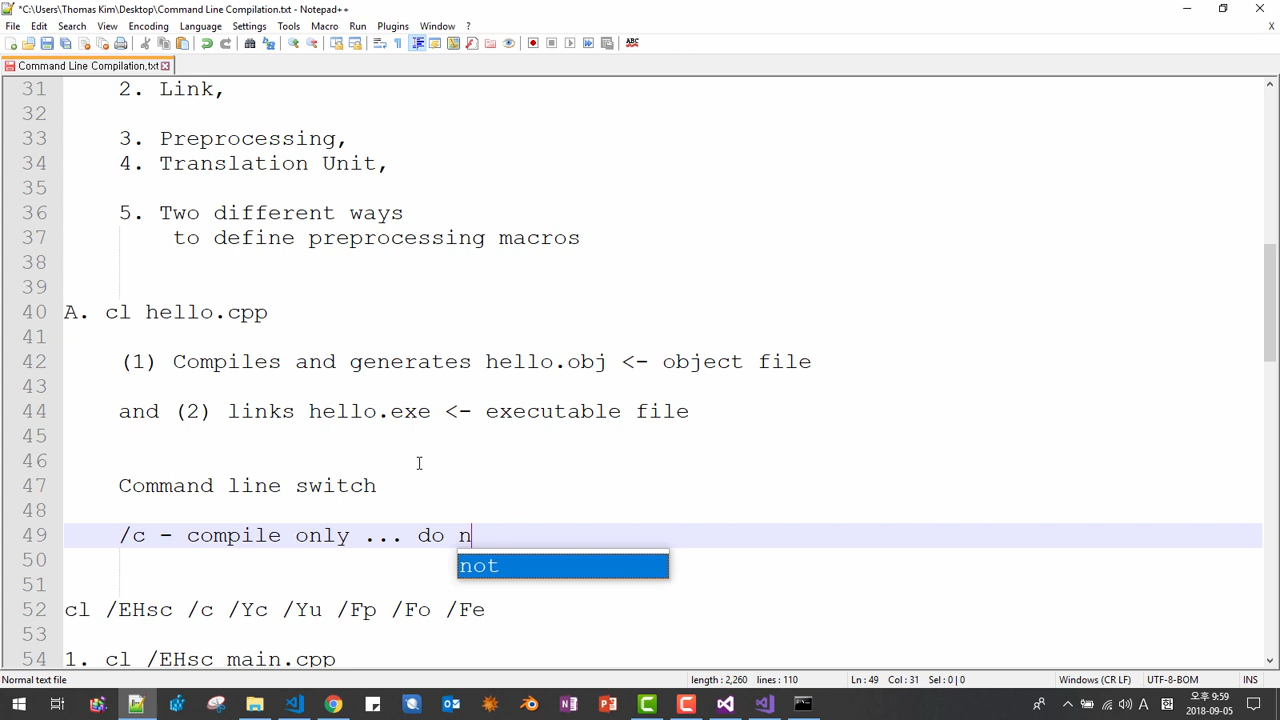 *C:\Users\Thomas Kim\Desktop\Command Line Compilation.txt - Notepad++
File Edit Search View Encoding Language Settings Tools Macro Run Plugins Window ?
Command Line Compilation.txt
31 2. Link,
32
33 3. Preprocessing,
34 4. Translation Unit,
35
36 5. Two different ways
37 to define preprocessing macros
38
39
40 A. cl hello.cpp
41
42 (1) Compiles and generates hello.obj <- object file
43
44 and (2) links hello.exe <- executable file
45
46
47 Command line switch
48
49 /c - compile only ... do n
50 not
51
52 cl /EHsc /c /Yc /Yu /Fp /Fo /Fe
53
54 1. cl /EHsc main.cpp
Normal text file length : 2,260 lines : 110 Ln : 49 Col : 31 Sel : 0 | 0 Windows (CR LF) UTF-8-BOM INS
오후 9:59
2018-09-05